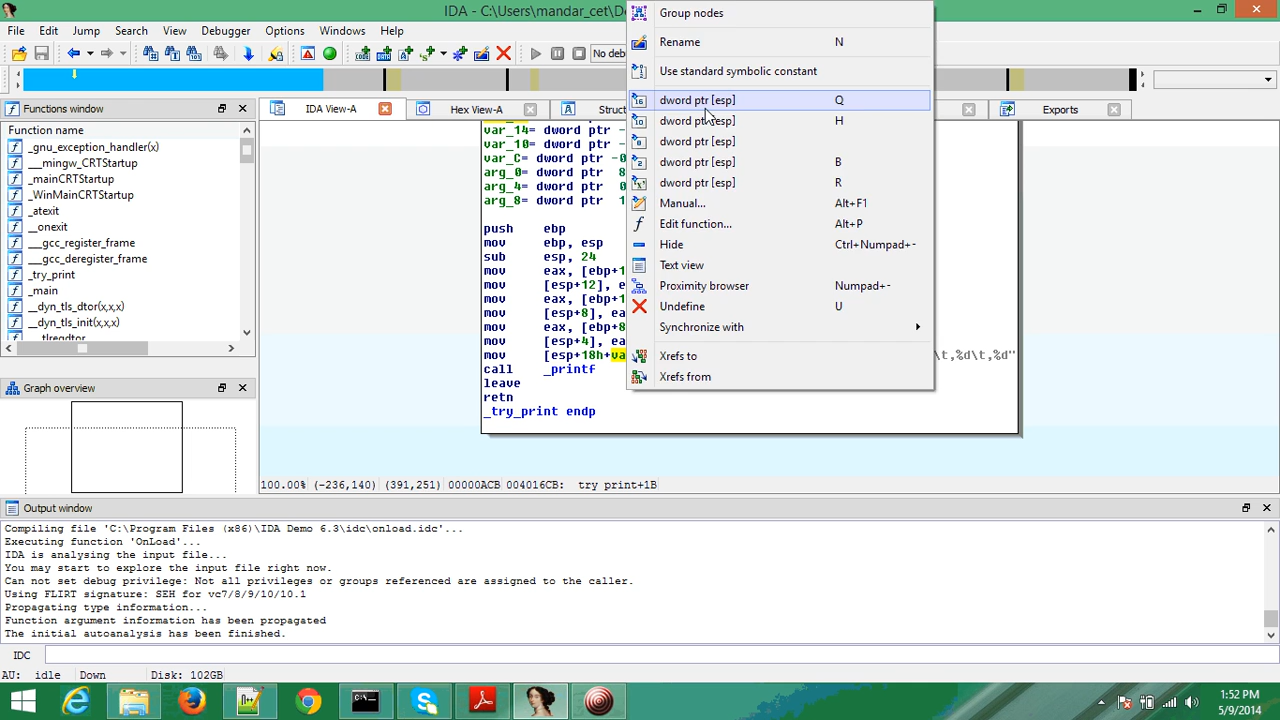 IDA - C:\Users\mandar_cet\De
File Edit Jump Search View Debugger Options Windows Help
No deb
Functions window
IDA View-A
Hex View-A
Struct
Exports
Function name
_gnu_exception_handler(x)
___mingw_CRTStartup
_mainCRTStartup
_WinMainCRTStartup
_atexit
__onexit
___gcc_register_frame
___gcc_deregister_frame
_try_print
_main
__dyn_tls_dtor(x,x,x)
__dyn_tls_init(x,x,x)
Graph overview
var_14= dword ptr -
var_10= dword ptr -
var_C= dword ptr -0
arg_0= dword ptr 8
arg_4= dword ptr 0
arg_8= dword ptr 1
push ebp
mov ebp, esp
sub esp, 24
mov eax, [ebp+1
mov [esp+12], e
mov eax, [ebp+1
mov [esp+8], ea
mov eax, [ebp+8
mov [esp+4], ea
mov [esp+18h+va \t,%d\t,%d"
call _printf
leave
retn
_try_print endp
Group nodes
Rename N
Use standard symbolic constant
dword ptr [esp] Q
dword ptr [esp] H
dword ptr [esp]
dword ptr [esp] B
dword ptr [esp] R
Manual... Alt+F1
Edit function... Alt+P
Hide Ctrl+Numpad+-
Text view
Proximity browser Numpad+-
Undefine U
Synchronize with
Xrefs to
Xrefs from
100.00% (-236,140) (391,251) 00000ACB 004016CB: try print+1B
Output window
Compiling file 'C:\Program Files (x86)\IDA Demo 6.3\idc\onload.idc'...
Executing function 'OnLoad'...
IDA is analysing the input file...
You may start to explore the input file right now.
Can not set debug privilege: Not all privileges or groups referenced are assigned to the caller.
Using FLIRT signature: SEH for vc7/8/9/10/10.1
Propagating type information...
Function argument information has been propagated
The initial autoanalysis has been finished.
IDC
AU: idle Down Disk: 102GB
1:52 PM
5/9/2014